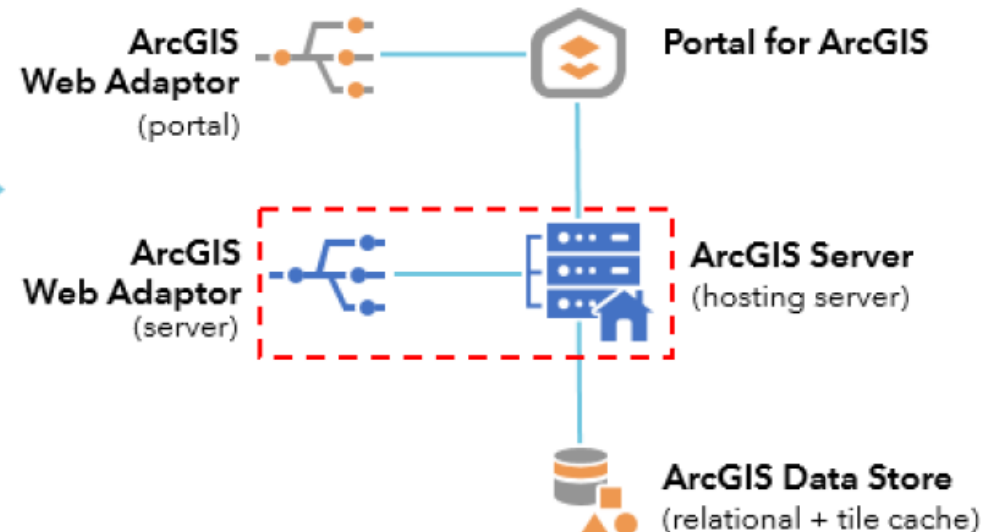 ArcGIS
Web Adaptor
(portal)
Portal for ArcGIS
ArcGIS
Web Adaptor
(server)
ArcGIS Server
(hosting server)
ArcGIS Data Store
(relational + tile cache)